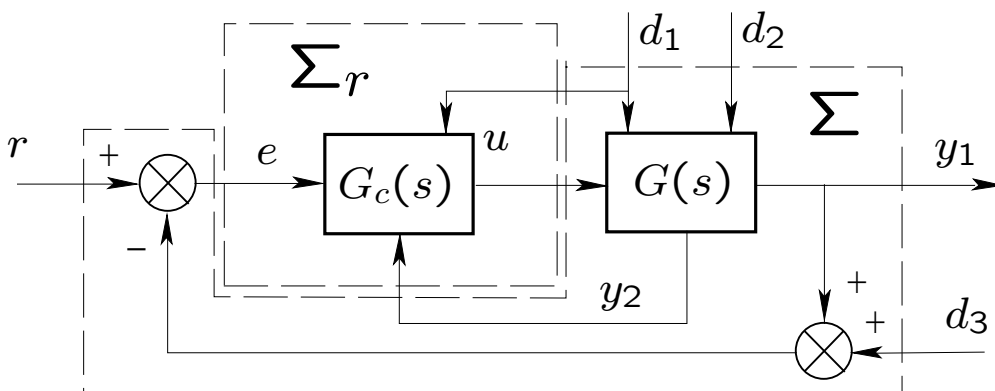 d1 d2
Σr Σ
r + e Gc(s) u G(s) y1
−
y2 +
+ d3